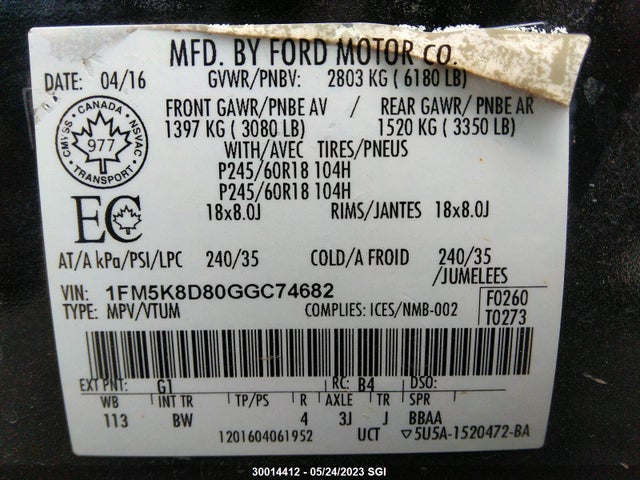 MFD. BY FORD MOTOR CO.
DATE: 04/16 GVWR/PNBV: 2803 KG ( 6180 LB)
FRONT GAWR/PNBE AV / REAR GAWR/ PNBE AR
1397 KG ( 3080 LB) 1520 KG ( 3350 LB)
WITH/AVEC TIRES/PNEUS
P245/60R18 104H
P245/60R18 104H
18x8.0J RIMS/JANTES 18x8.0J
CANADA
CMVSS NSVAC
977
TRANSPORT
EC
AT/A kPa/PSI/LPC 240/35 COLD/A FROID 240/35
/JUMELEES
VIN: 1FM5K8D80GGC74682
TYPE: MPV/VTUM COMPLIES: ICES/NMB-002
F0260
T0273
EXT PNT: G1 RC: B4 DSO:
WB INT TR TP/PS R AXLE TR SPR
113 BW 4 3J J BBAA
1201604061952 UCT ▽5U5A-1520472-BA
30014412 - 05/24/2023 SGI